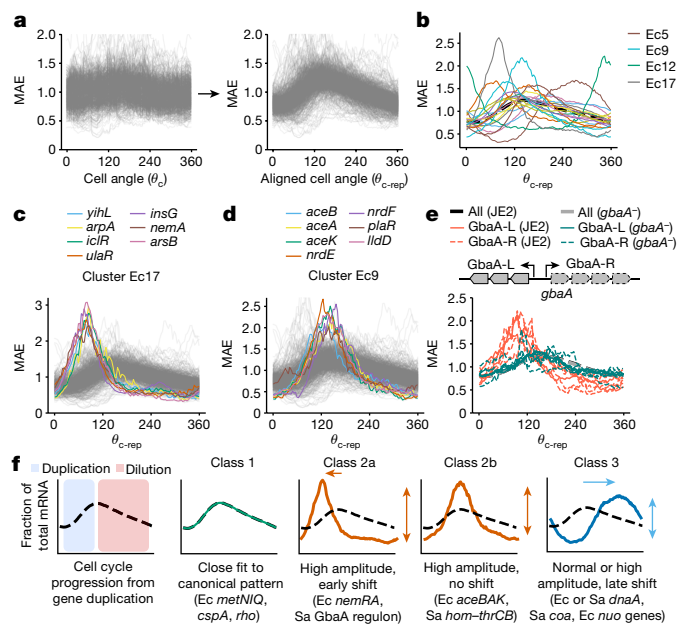 a
2.0
1.5
1.0
0.5
0
MAE
0 120 240 360
Cell angle (θc)
2.0
1.5
1.0
0.5
0
MAE
0 120 240 360
Aligned cell angle (θc-rep)
b
2.5
2.0
1.5
1.0
0.5
MAE
0 120 240 360
θc-rep
Ec5
Ec9
Ec12
Ec17
c
yihL insG
arpA nemA
iclR arsB
ulaR
Cluster Ec17
3
2
1
0
MAE
0 120 240 360
θc-rep
d
aceB nrdF
aceA plaR
aceK lldD
nrdE
Cluster Ec9
2.5
2.0
1.5
1.0
0.5
0
MAE
0 120 240 360
θc-rep
e
All (JE2) All (gbaA–)
GbaA-L (JE2) GbaA-L (gbaA–)
GbaA-R (JE2) GbaA-R (gbaA–)
GbaA-L GbaA-R
gbaA
2.5
2.0
1.5
1.0
0.5
0
MAE
0 120 240 360
θc-rep
f
Duplication Dilution
Fraction of
total mRNA
Cell cycle
progression from
gene duplication
Class 1
Close fit to
canonical pattern
(Ec metNIQ,
cspA, rho)
Class 2a
High amplitude,
early shift
(Ec nemRA,
Sa GbaA regulon)
Class 2b
High amplitude,
no shift
(Ec aceBAK,
Sa hom–thrCB)
Class 3
Normal or high
amplitude, late shift
(Ec or Sa dnaA,
Sa coa, Ec nuo genes)